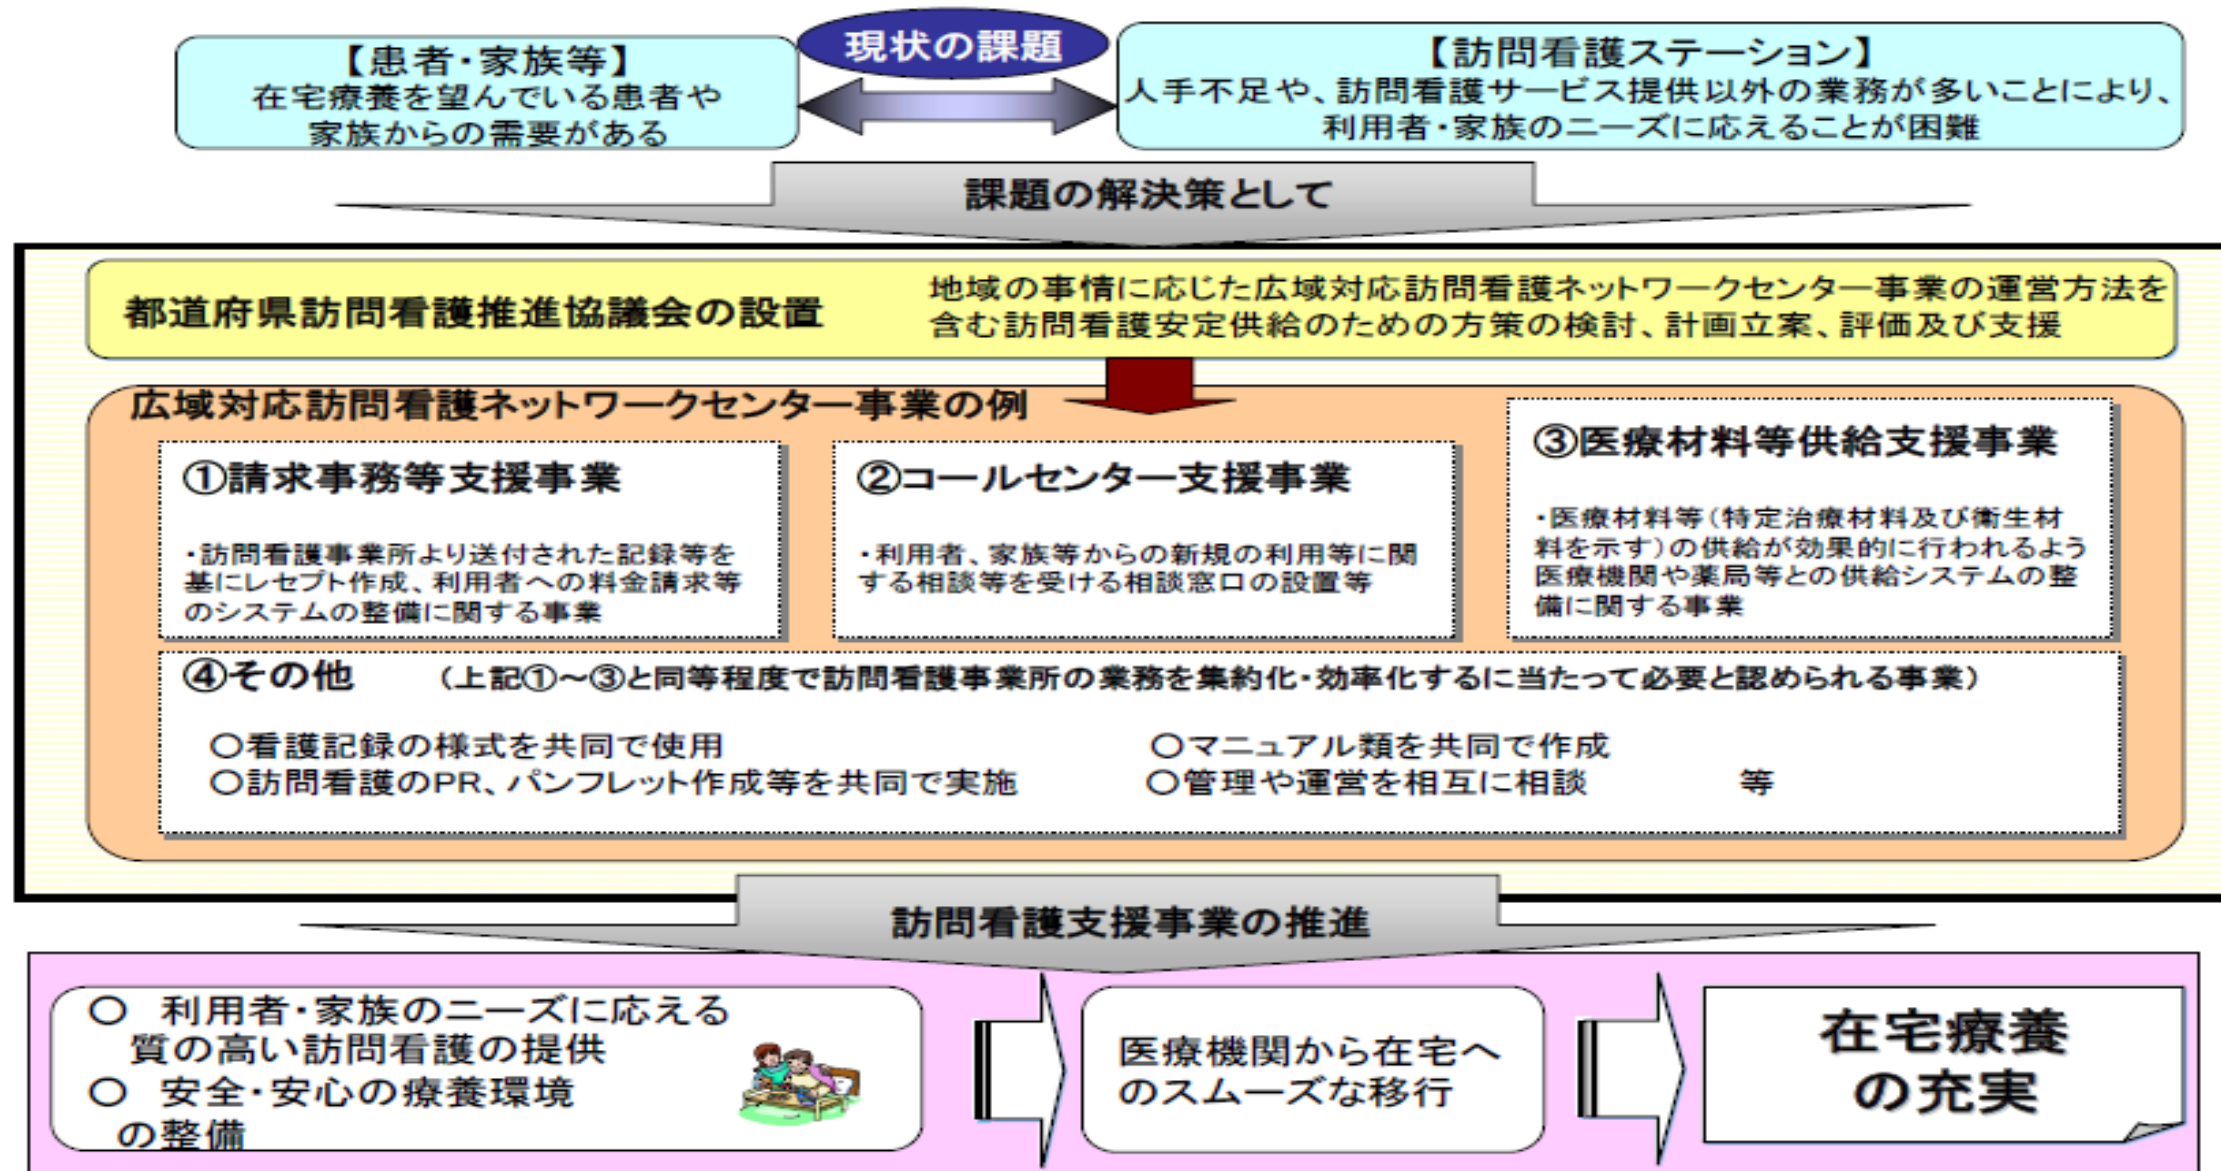 現状の課題
【患者・家族等】
在宅療養を望んでいる患者や
家族からの需要がある
【訪問看護ステーション】
人手不足や、訪問看護サービス提供以外の業務が多いことにより、
利用者・家族のニーズに応えることが困難
課題の解決策として
都道府県訪問看護推進協議会の設置
地域の事情に応じた広域対応訪問看護ネットワークセンター事業の運営方法を
含む訪問看護安定供給のための方策の検討、計画立案、評価及び支援
広域対応訪問看護ネットワークセンター事業の例
①請求事務等支援事業
・訪問看護事業所より送付された記録等を
基にレセプト作成、利用者への料金請求等
のシステムの整備に関する事業
②コールセンター支援事業
・利用者、家族等からの新規の利用等に関
する相談等を受ける相談窓口の設置等
③医療材料等供給支援事業
・医療材料等(特定治療材料及び衛生材
料を示す)の供給が効果的に行われるよう
医療機関や薬局等との供給システムの整
備に関する事業
④その他 (上記①～③と同等程度で訪問看護事業所の業務を集約化・効率化するに当たって必要と認められる事業)
○看護記録の様式を共同で使用 ○マニュアル類を共同で作成
○訪問看護のPR、パンフレット作成等を共同で実施 ○管理や運営を相互に相談 等
訪問看護支援事業の推進
○ 利用者・家族のニーズに応える
質の高い訪問看護の提供
○ 安全・安心の療養環境
の整備
医療機関から在宅へ
のスムーズな移行
在宅療養
の充実